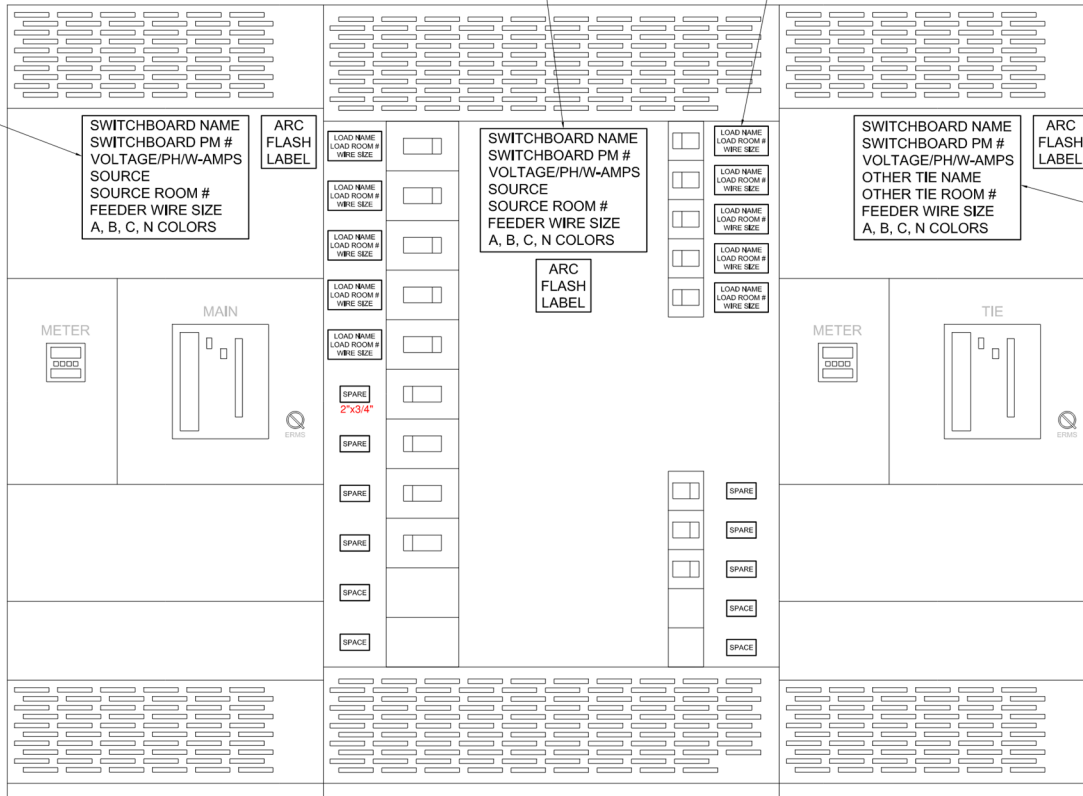 SWITCHBOARD NAME
SWITCHBOARD PM #
VOLTAGE/PH/W-AMPS
SOURCE
SOURCE ROOM #
FEEDER WIRE SIZE
A, B, C, N COLORS
ARC
FLASH
LABEL
METER
MAIN
ERMS
LOAD NAME
LOAD ROOM #
WIRE SIZE
LOAD NAME
LOAD ROOM #
WIRE SIZE
LOAD NAME
LOAD ROOM #
WIRE SIZE
LOAD NAME
LOAD ROOM #
WIRE SIZE
LOAD NAME
LOAD ROOM #
WIRE SIZE
SPARE
2"x3/4"
SPARE
SPARE
SPARE
SPACE
SPACE
SWITCHBOARD NAME
SWITCHBOARD PM #
VOLTAGE/PH/W-AMPS
SOURCE
SOURCE ROOM #
FEEDER WIRE SIZE
A, B, C, N COLORS
ARC
FLASH
LABEL
LOAD NAME
LOAD ROOM #
WIRE SIZE
LOAD NAME
LOAD ROOM #
WIRE SIZE
LOAD NAME
LOAD ROOM #
WIRE SIZE
LOAD NAME
LOAD ROOM #
WIRE SIZE
LOAD NAME
LOAD ROOM #
WIRE SIZE
SPARE
SPARE
SPARE
SPACE
SPACE
SWITCHBOARD NAME
SWITCHBOARD PM #
VOLTAGE/PH/W-AMPS
OTHER TIE NAME
OTHER TIE ROOM #
FEEDER WIRE SIZE
A, B, C, N COLORS
ARC
FLASH
LABEL
METER
TIE
ERMS